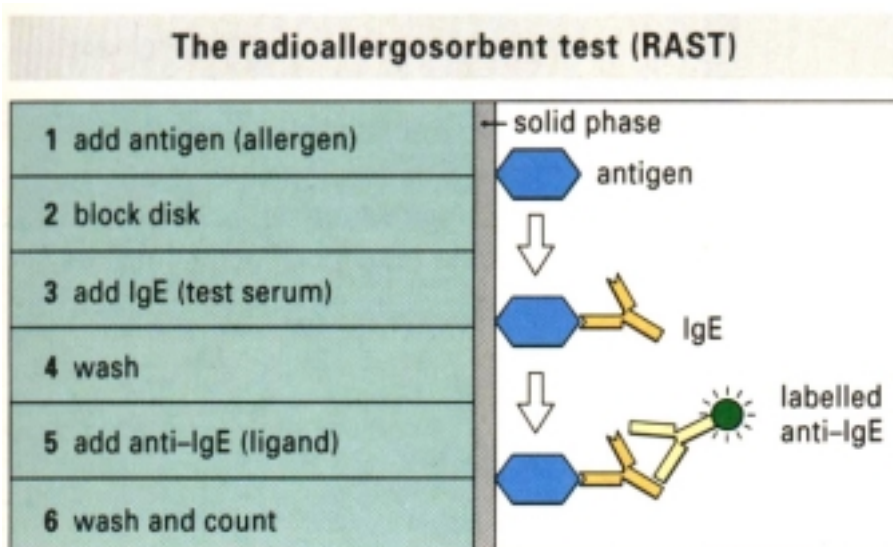 The radioallergosorbent test (RAST)
1 add antigen (allergen)
2 block disk
3 add IgE (test serum)
4 wash
5 add anti–IgE (ligand)
6 wash and count
solid phase
antigen
IgE
labelled
anti–IgE